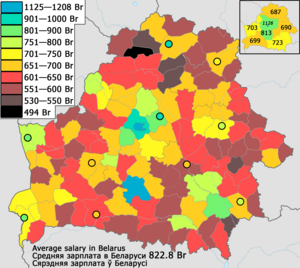 1125—1208 Br
901—1000 Br
801—900 Br
751—800 Br
701—750 Br
651—700 Br
601—650 Br
551—600 Br
530—550 Br
494 Br
687
703
1126
690
813
699
723
Average salary in Belarus
Средняя зарплата в Беларуси 822.8 Br
Сярэдняя зарплата ў Беларусі